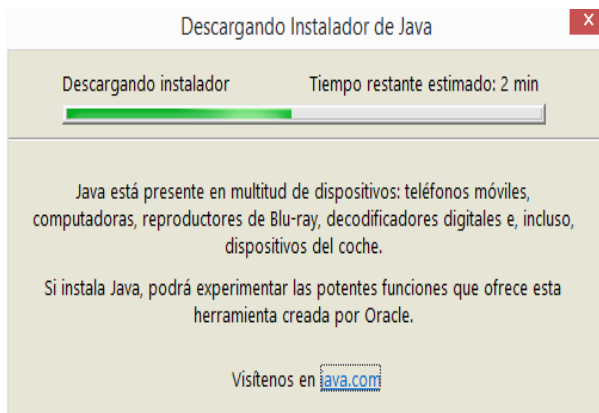 Descargando Instalador de Java
X
Descargando instalador Tiempo restante estimado: 2 min
Java está presente en multitud de dispositivos: teléfonos móviles,
computadoras, reproductores de Blu-ray, decodificadores digitales e, incluso,
dispositivos del coche.
Si instala Java, podrá experimentar las potentes funciones que ofrece esta
herramienta creada por Oracle.
Visítenos en java.com